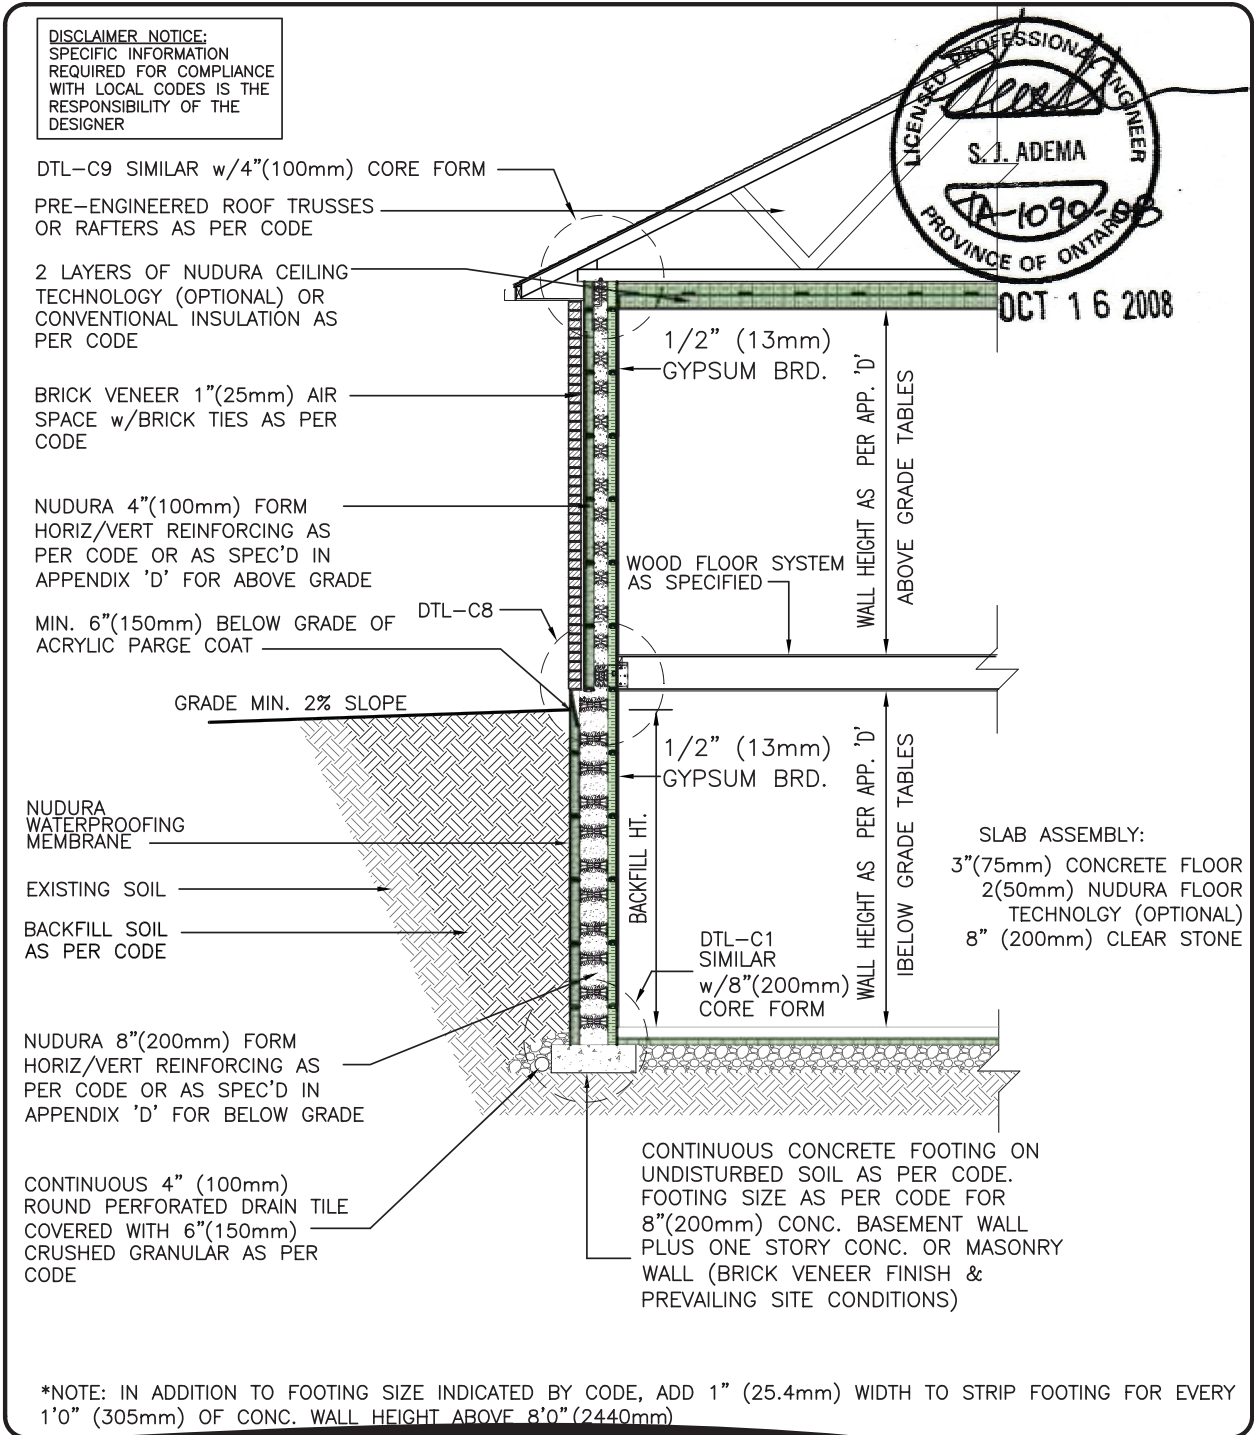 DISCLAIMER NOTICE:
SPECIFIC INFORMATION
REQUIRED FOR COMPLIANCE
WITH LOCAL CODES IS THE
RESPONSIBILITY OF THE
DESIGNER
LICENSED PROFESSIONAL ENGINEER
S. J. ADEMA
TA-1090-08
PROVINCE OF ONTARIO
OCT 16 2008
DTL-C9 SIMILAR w/4"(100mm) CORE FORM
PRE-ENGINEERED ROOF TRUSSES
OR RAFTERS AS PER CODE
2 LAYERS OF NUDURA CEILING
TECHNOLOGY (OPTIONAL) OR
CONVENTIONAL INSULATION AS
PER CODE
1/2" (13mm)
GYPSUM BRD.
WALL HEIGHT AS PER APP. 'D'
ABOVE GRADE TABLES
BRICK VENEER 1"(25mm) AIR
SPACE w/BRICK TIES AS PER
CODE
NUDURA 4"(100mm) FORM
HORIZ/VERT REINFORCING AS
PER CODE OR AS SPEC'D IN
APPENDIX 'D' FOR ABOVE GRADE
WOOD FLOOR SYSTEM
AS SPECIFIED
DTL-C8
MIN. 6"(150mm) BELOW GRADE OF
ACRYLIC PARGE COAT
GRADE MIN. 2% SLOPE
1/2" (13mm)
GYPSUM BRD.
BACKFILL HT.
WALL HEIGHT AS PER APP. 'D'
IBELOW GRADE TABLES
NUDURA
WATERPROOFING
MEMBRANE
EXISTING SOIL
BACKFILL SOIL
AS PER CODE
SLAB ASSEMBLY:
3"(75mm) CONCRETE FLOOR
2(50mm) NUDURA FLOOR
TECHNOLGY (OPTIONAL)
8" (200mm) CLEAR STONE
DTL-C1
SIMILAR
w/8"(200mm)
CORE FORM
NUDURA 8"(200mm) FORM
HORIZ/VERT REINFORCING AS
PER CODE OR AS SPEC'D IN
APPENDIX 'D' FOR BELOW GRADE
CONTINUOUS 4" (100mm)
ROUND PERFORATED DRAIN TILE
COVERED WITH 6"(150mm)
CRUSHED GRANULAR AS PER
CODE
CONTINUOUS CONCRETE FOOTING ON
UNDISTURBED SOIL AS PER CODE.
FOOTING SIZE AS PER CODE FOR
8"(200mm) CONC. BASEMENT WALL
PLUS ONE STORY CONC. OR MASONRY
WALL (BRICK VENEER FINISH &
PREVAILING SITE CONDITIONS)
*NOTE: IN ADDITION TO FOOTING SIZE INDICATED BY CODE, ADD 1" (25.4mm) WIDTH TO STRIP FOOTING FOR EVERY
1'0" (305mm) OF CONC. WALL HEIGHT ABOVE 8'0"(2440mm)